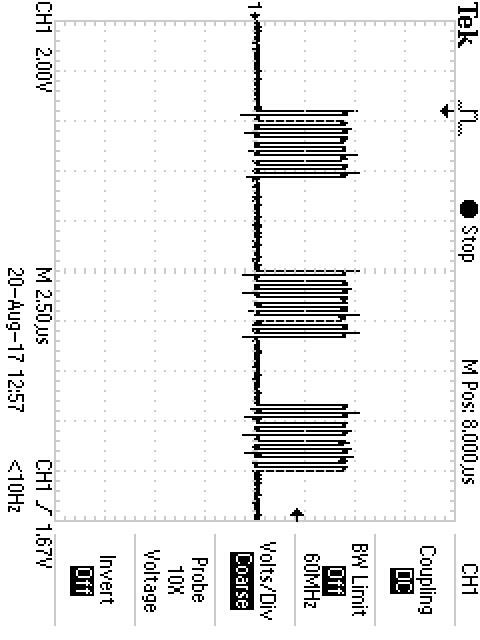 Tek
Stop
M Pos: 8.000µs
CH1
Coupling
DC
BW Limit
Off
60MHz
Volts/Div
Coarse
Probe
10X
Voltage
Invert
Off
1
CH1 2.00V
M 2.50µs
CH1 / 1.67V
20-Aug-17 12:57
<10Hz